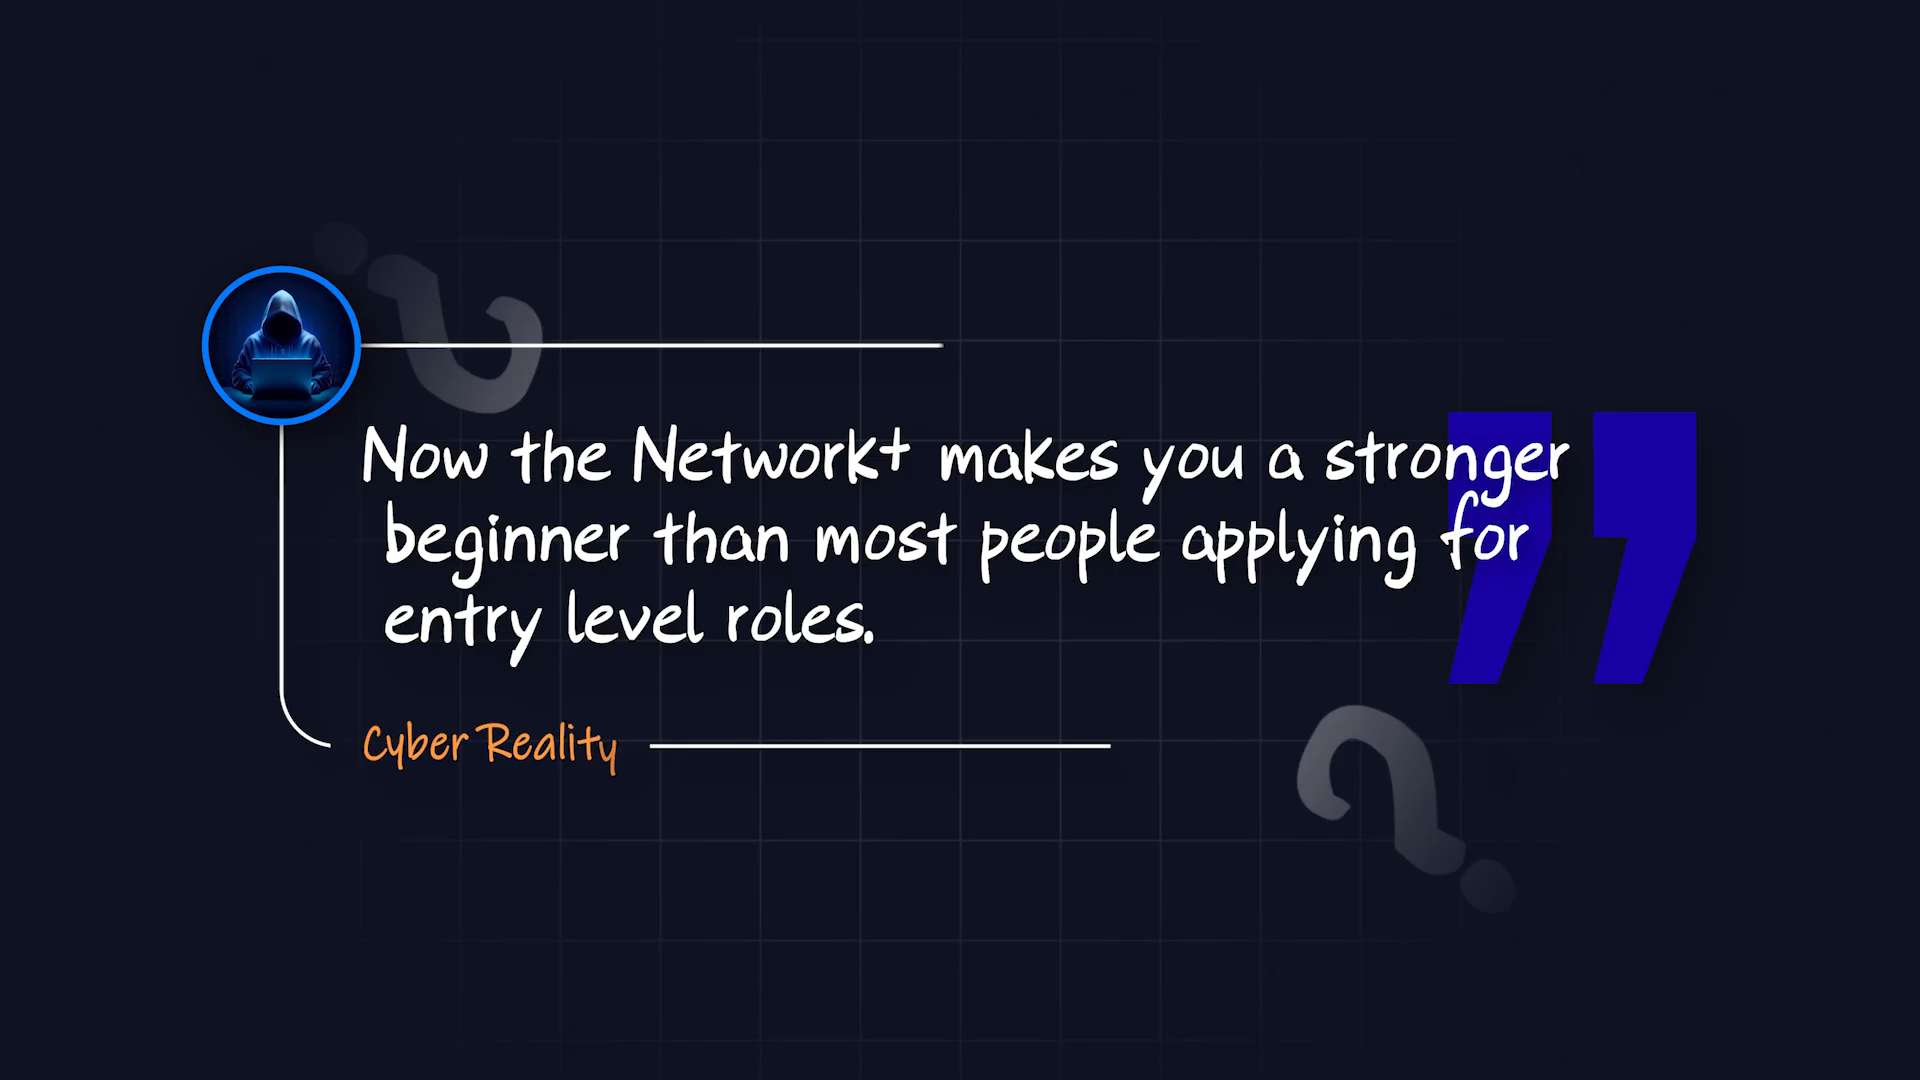 Now the Network+ makes you a stronger
beginner than most people applying for
entry level roles.
Cyber Reality